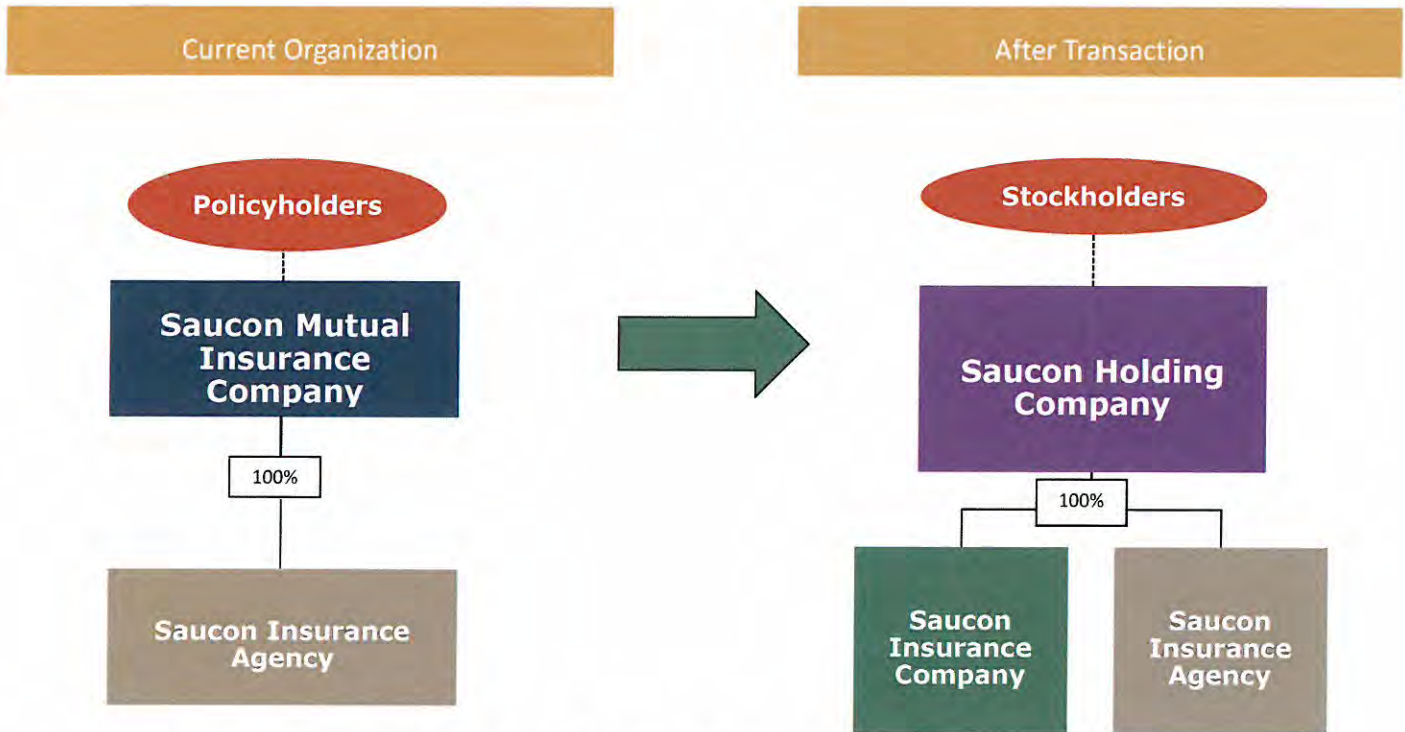 Current Organization
Policyholders
Saucon Mutual
Insurance
Company
100%
Saucon Insurance
Agency
After Transaction
Stockholders
Saucon Holding
Company
100%
Saucon
Insurance
Company
Saucon
Insurance
Agency